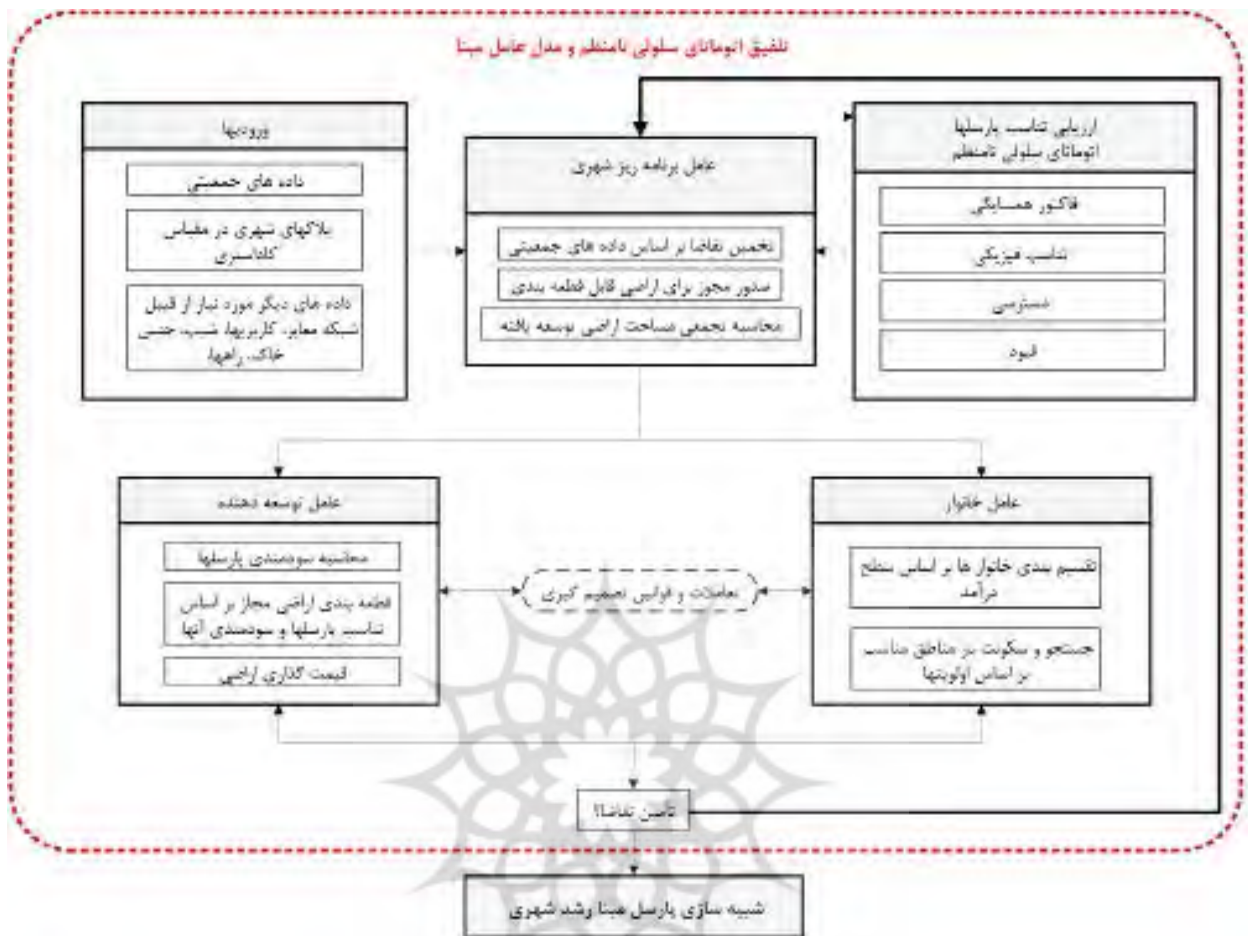 تلفیق اتوماتای سلولی نامنظم و مدل عامل مبنا
ارزیابی تناسب پارسلها
اتوماتای سلولی نامنظم
فاکتور همسایگی
تناسب فیزیکی
دسترسی
قیود
عامل برنامه ریز شهری
تخمین تقاضا بر اساس داده های جمعیتی
صدور مجوز برای اراضی قابل قطعه بندی
محاسبه تجمعی مساحت اراضی توسعه یافته
ورودیها
داده های جمعیتی
بلاکهای شهری در مقیاس
کاداستری
داده های دیگر مورد نیاز از قبیل
شبکه معابر، کاربریها، شیب، جنس
خاک، راهها،
عامل خانوار
تقسیم بندی خانوار ها بر اساس سطح
درآمد
جستجو و سکونت در مناطق مناسب
بر اساس اولویتها
تعاملات و قوانین تصمیم گیری
عامل توسعه دهنده
محاسبه سودمندی پارسلها
قطعه بندی اراضی مجاز بر اساس
تناسب پارسلها و سودمندی آنها
قیمت گذاری اراضی
تامین تقاضا؟
شبیه سازی پارسل مبنا رشد شهری